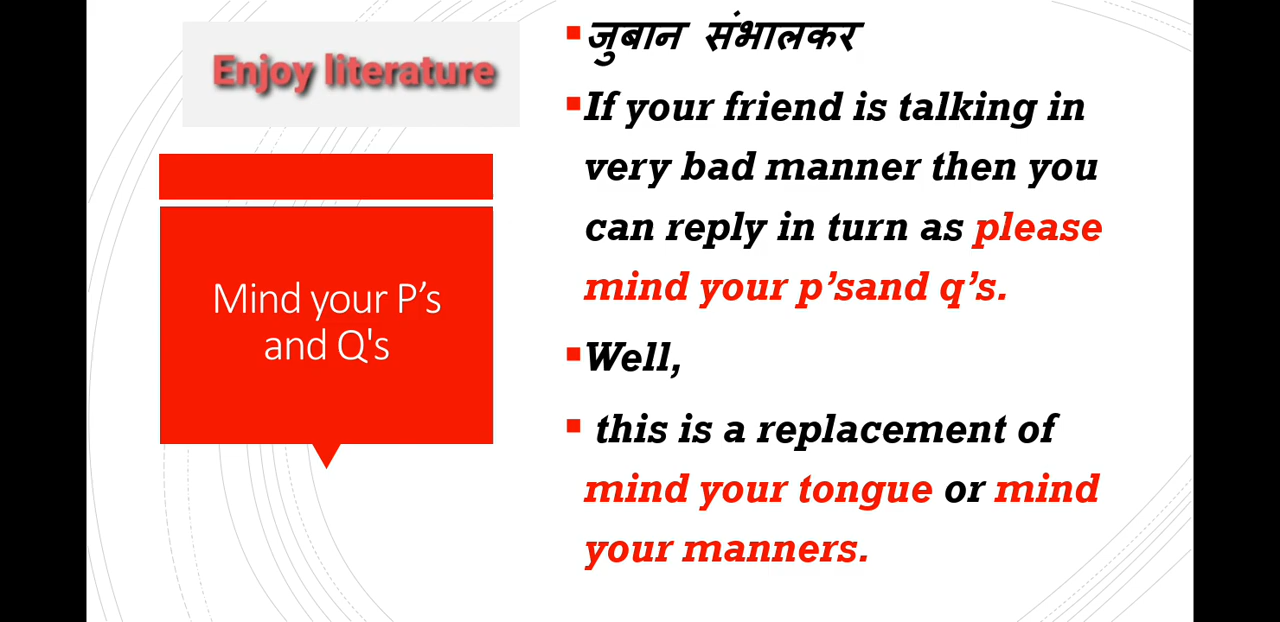 Enjoy literature
Mind your P’s
and Q's
जुबान संभालकर
If your friend is talking in
very bad manner then you
can reply in turn as please
mind your p’sand q’s.
Well,
this is a replacement of
mind your tongue or mind
your manners.